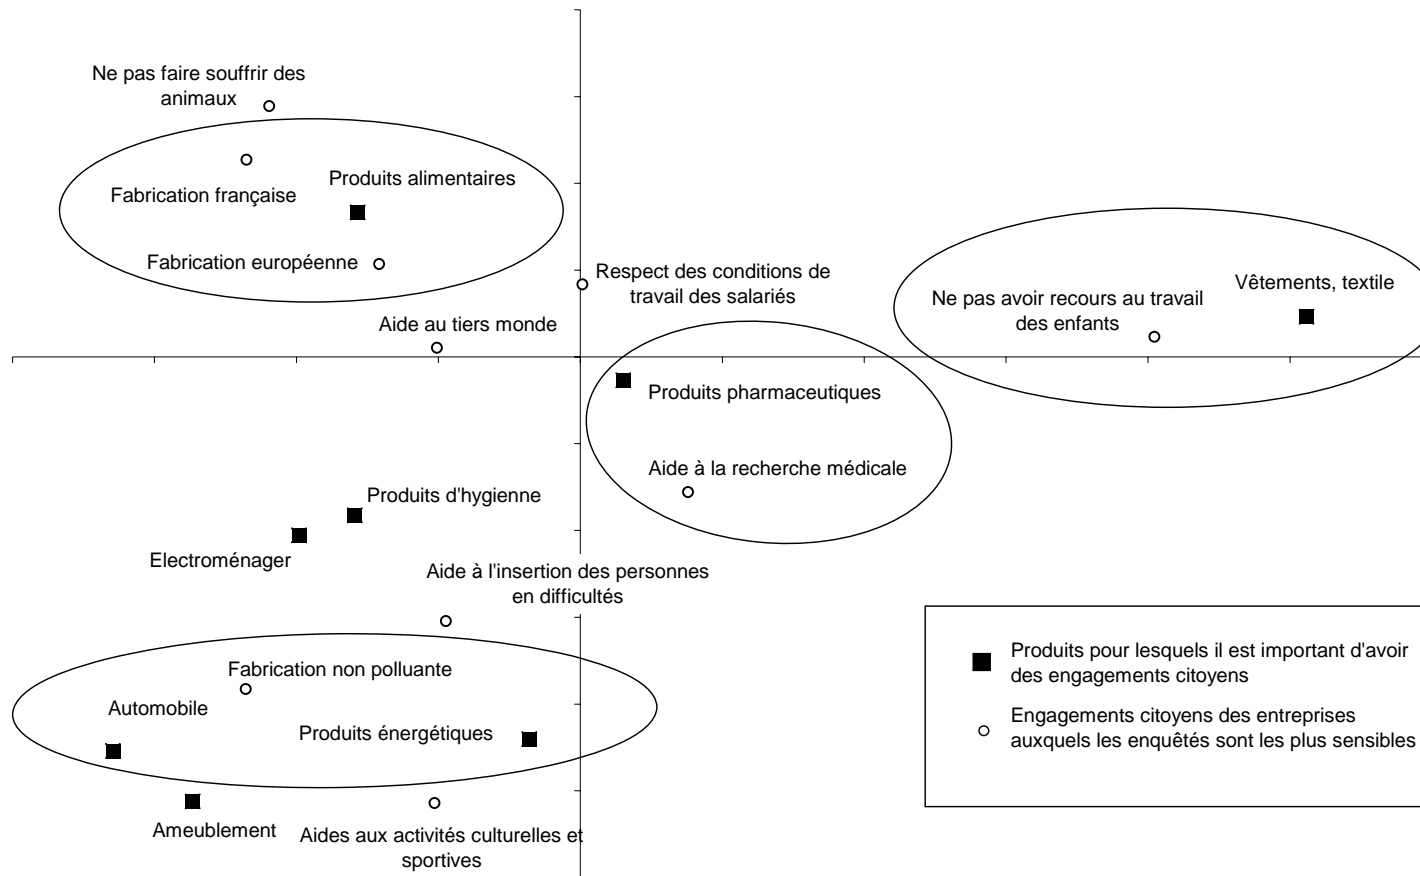 Ne pas faire souffrir des
animaux
Produits alimentaires
Fabrication française
Fabrication européenne
Respect des conditions de
travail des salariés
Vêtements, textile
Ne pas avoir recours au travail
des enfants
Aide au tiers monde
Produits pharmaceutiques
Aide à la recherche médicale
Produits d'hygienne
Electroménager
Aide à l'insertion des personnes
en difficultés
Fabrication non polluante
Automobile
Produits énergétiques
Ameublement
Aides aux activités culturelles et
sportives
Produits pour lesquels il est important d'avoir
des engagements citoyens
Engagements citoyens des entreprises
auxquels les enquêtés sont les plus sensibles